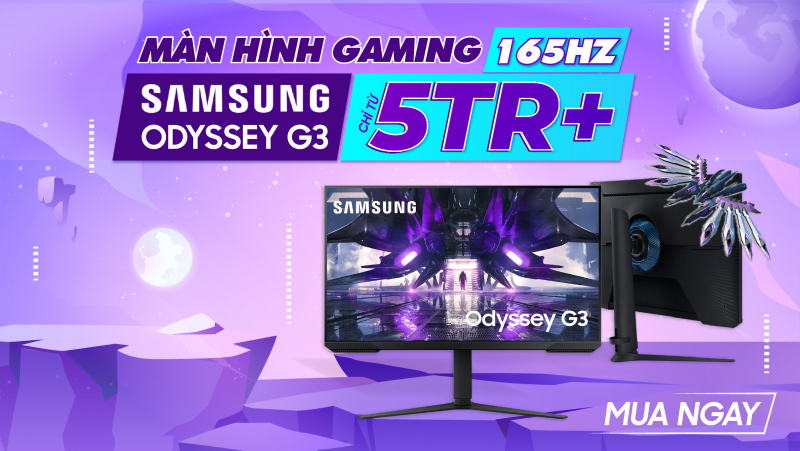 MÀN HÌNH GAMING 165HZ
SAMSUNG
ODYSSEY G3
CHỈ TỪ
5TR+
SAMSUNG
Odyssey G3
MUA NGAY